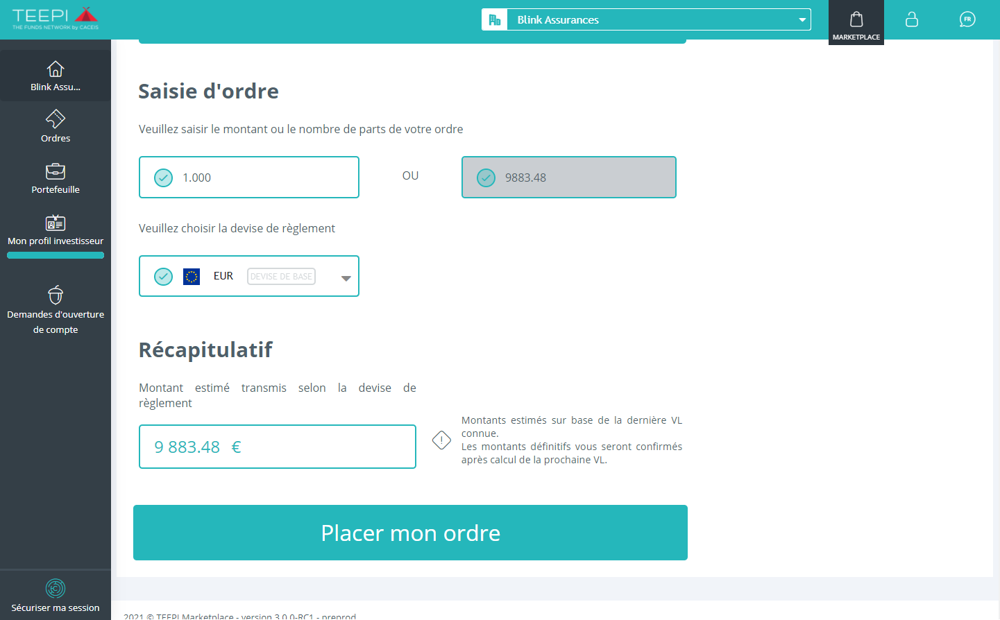 TEEPI
THE FUNDS NETWORK by CACEIS
Blink Assurances
MARKETPLACE
FR
Blink Assu...
Ordres
Portefeuille
Mon profil investisseur
Demandes d'ouverture
de compte
Sécuriser ma session
Saisie d'ordre
Veuillez saisir le montant ou le nombre de parts de votre ordre
1.000
OU
9883.48
Veuillez choisir la devise de règlement
EUR
DEVISE DE BASE
Récapitulatif
Montant estimé transmis selon la devise de
règlement
9 883.48 €
Montants estimés sur base de la dernière VL
connue.
Les montants définitifs vous seront confirmés
après calcul de la prochaine VL.
Placer mon ordre
2021 © TEEPI Marketplace - version 3.0.0-RC1 - preprod